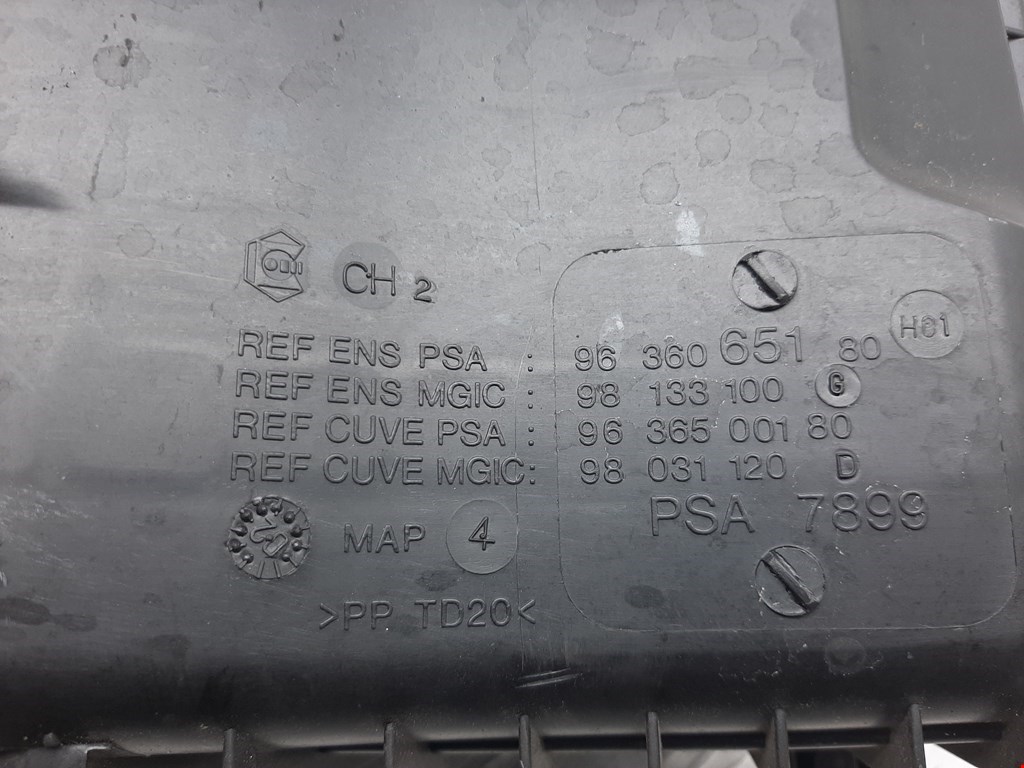 CH 2
REF ENS PSA : 96 360 651 80
H61
REF ENS MGIC : 98 133 100 G
REF CUVE PSA : 96 365 001 80
REF CUVE MGIC: 98 031 120 D
PSA 7899
MAP 4
>PP TD20<